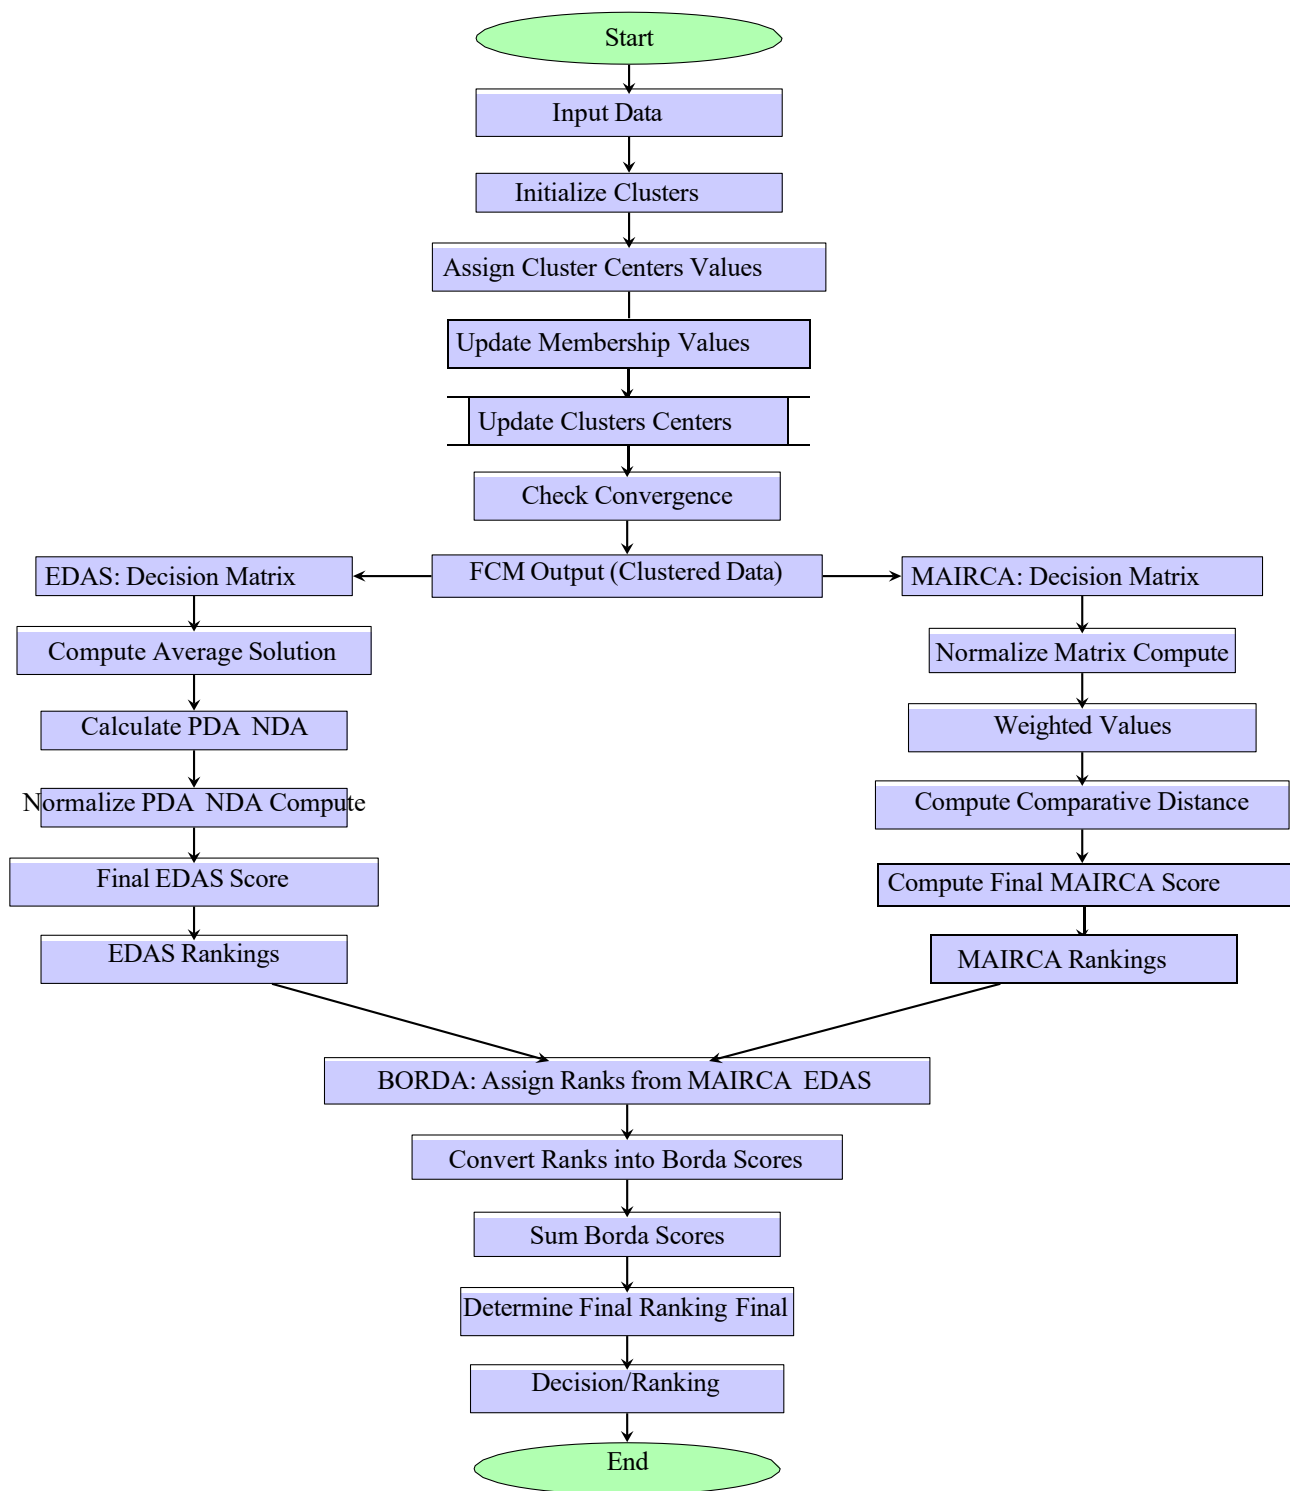 Start
Input Data
Initialize Clusters
Assign Cluster Centers Values
Update Membership Values
Update Clusters Centers
Check Convergence
FCM Output (Clustered Data)
EDAS: Decision Matrix
Compute Average Solution
Calculate PDA NDA
Normalize PDA NDA Compute
Final EDAS Score
EDAS Rankings
MAIRCA: Decision Matrix
Normalize Matrix Compute
Weighted Values
Compute Comparative Distance
Compute Final MAIRCA Score
MAIRCA Rankings
BORDA: Assign Ranks from MAIRCA EDAS
Convert Ranks into Borda Scores
Sum Borda Scores
Determine Final Ranking Final
Decision/Ranking
End